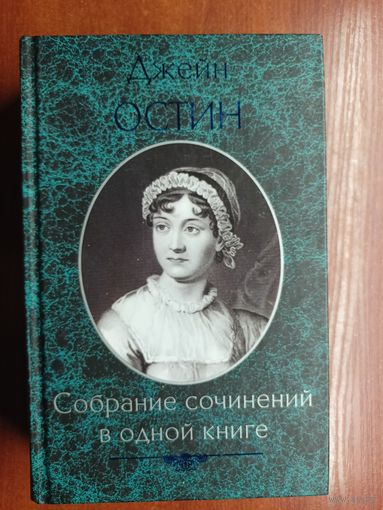 Джейн
ОСТИН
Собрание сочинений
в одной книге